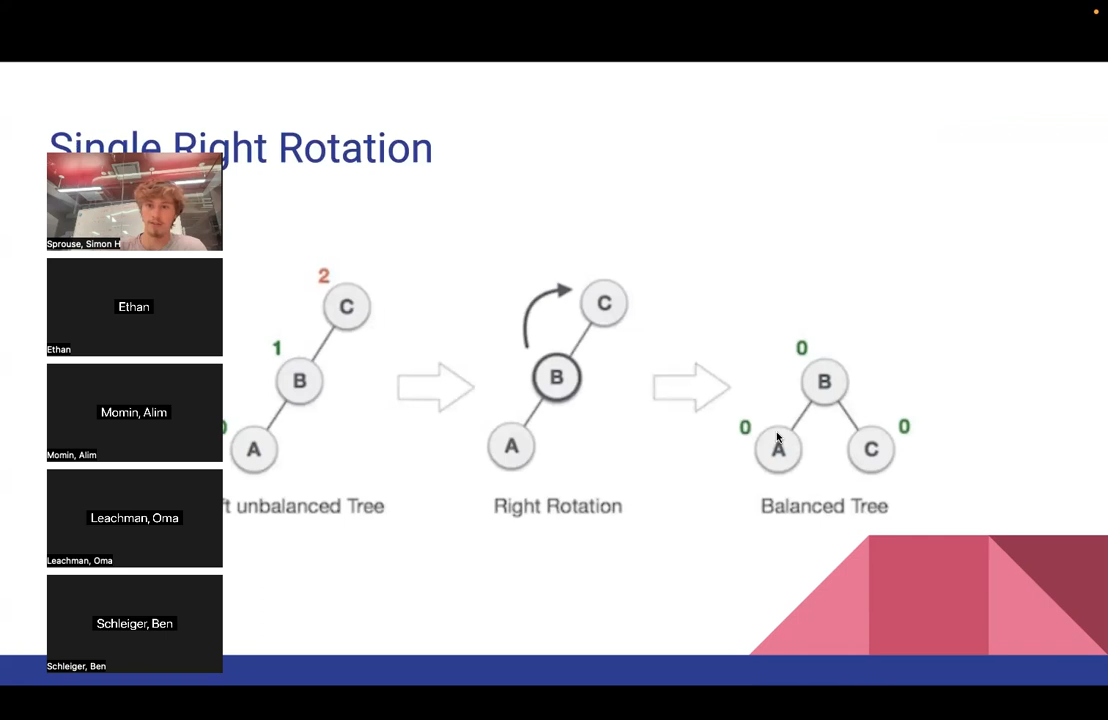 Single Right Rotation
Sprouse, Simon H
Ethan
Ethan
Momin, Alim
Momin, Alim
Leachman, Oma
Leachman, Oma
Schleiger, Ben
Schleiger, Ben
2
C
1
B
A
unbalanced Tree
C
B
A
Right Rotation
0
B
0
A
C
0
Balanced Tree